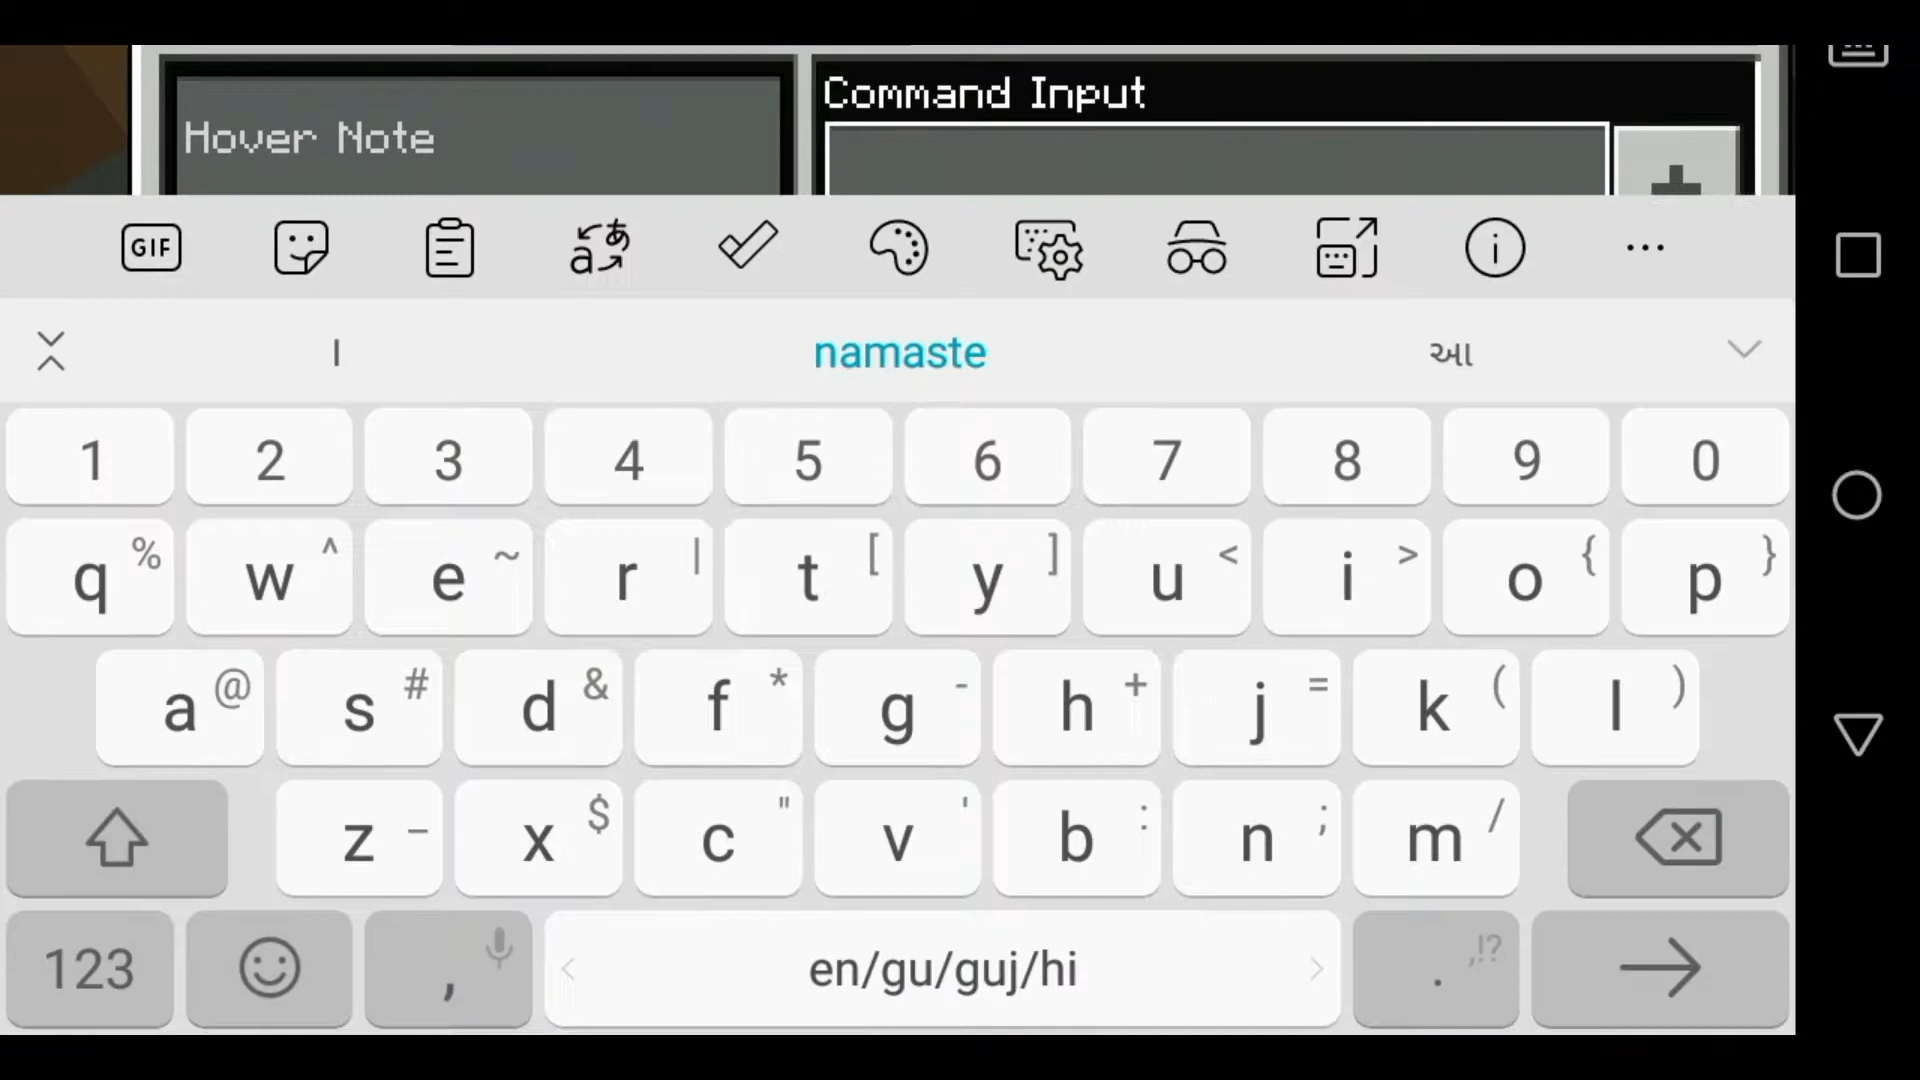 Command Input
Hover Note
GIF
a あ
I namaste આ
1 2 3 4 5 6 7 8 9 0
q % w ^ e ~ r | t [ y ] u < i > o { p }
a @ s # d & f * g - h + j = k ( l )
z _ x $ c " v ' b : n ; m /
123 , en/gu/guj/hi . ,!?